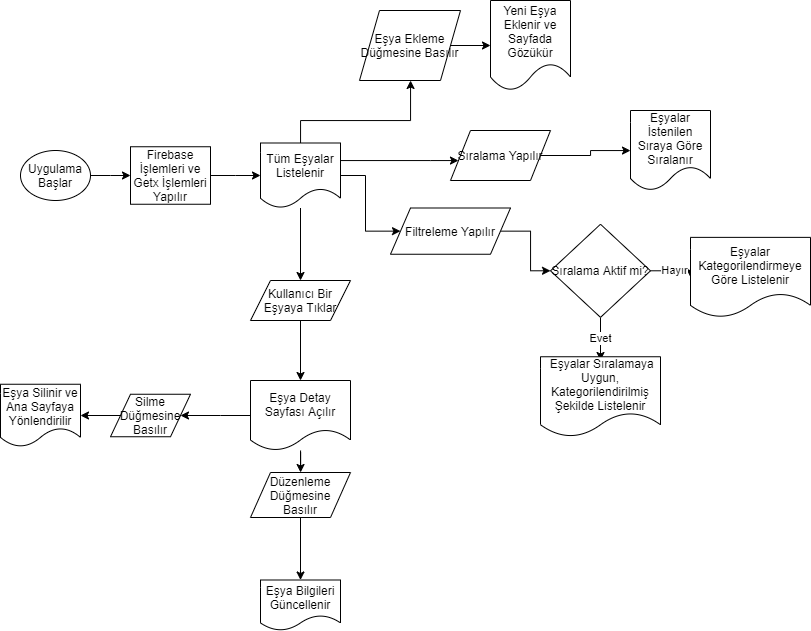 Uygulama
Başlar
Firebase
İşlemleri ve
Getx İşlemleri
Yapılır
Tüm Eşyalar
Listelenir
Eşya Ekleme
Düğmesine Basılır
Yeni Eşya
Eklenir ve
Sayfada
Gözükür
Sıralama Yapılır
Eşyalar
İstenilen
Sıraya Göre
Sıralanır
Filtreleme Yapılır
Sıralama Aktif mi?
Hayır
Eşyalar
Kategorilendirmeye
Göre Listelenir
Evet
Eşyalar Sıralamaya
Uygun,
Kategorilendirilmiş
Şekilde Listelenir
Kullanıcı Bir
Eşyaya Tıklar
Eşya Detay
Sayfası Açılır
Silme
Düğmesine
Basılır
Eşya Silinir ve
Ana Sayfaya
Yönlendirilir
Düzenleme
Düğmesine
Basılır
Eşya Bilgileri
Güncellenir